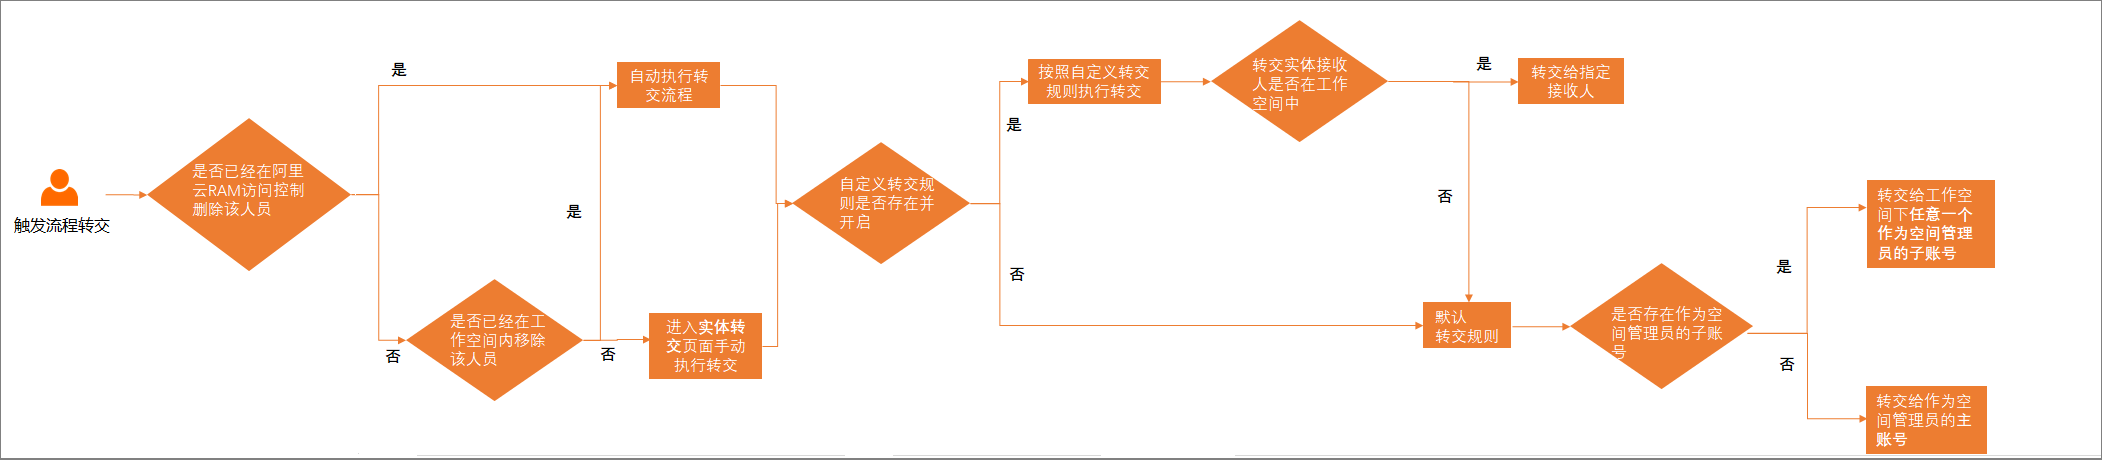 触发流程转交
是否已经在阿里
云RAM访问控制
删除该人员
是
否
是否已经在工
作空间内移除
该人员
是
否
自动执行转
交流程
进入实体转
交页面手动
执行转交
自定义转交规
则是否存在并
开启
是
否
按照自定义转交
规则执行转交
转交实体接收
人是否在工作
空间中
是
否
转交给指定
接收人
默认
转交规则
是否存在作为空
间管理员的子账
号
是
否
转交给工作空
间下任意一个
作为空间管理
员的子账号
转交给作为空
间管理员的主
账号